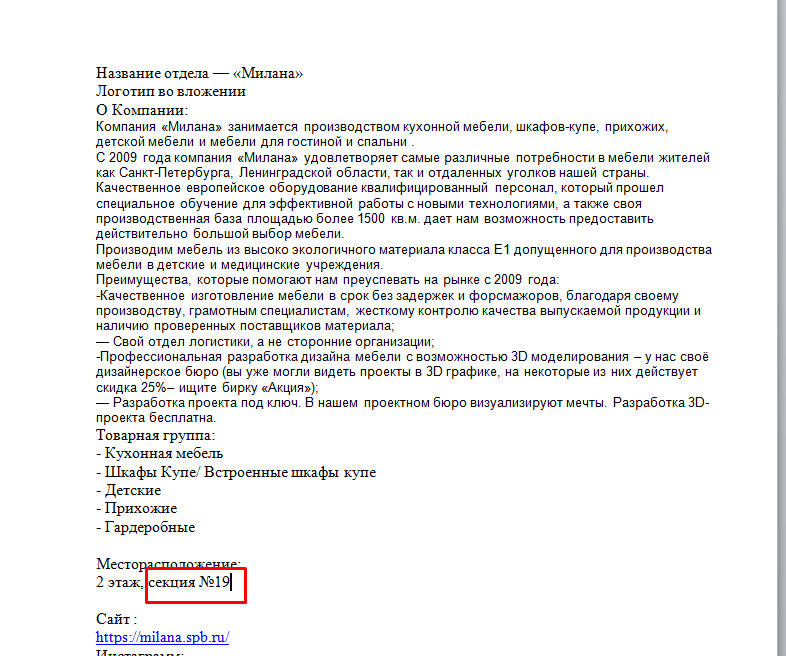 Название отдела — «Милана»
Логотип во вложении
О Компании:
Компания «Милана» занимается производством кухонной мебели, шкафов-купе, прихожих,
детской мебели и мебели для гостиной и спальни .
С 2009 года компания «Милана» удовлетворяет самые различные потребности в мебели жителей
как Санкт-Петербурга, Ленинградской области, так и отдаленных уголков нашей страны.
Качественное европейское оборудование квалифицированный персонал, который прошел
специальное обучение для эффективной работы с новыми технологиями, а также своя
производственная база площадью более 1500 кв.м. дает нам возможность предоставить
действительно большой выбор мебели.
Производим мебель из высоко экологичного материала класса Е1 допущенного для производства
мебели в детские и медицинские учреждения.
Преимущества, которые помогают нам преуспевать на рынке с 2009 года:
-Качественное изготовление мебели в срок без задержек и форсмажоров, благодаря своему
производству, грамотным специалистам, жесткому контролю качества выпускаемой продукции и
наличию проверенных поставщиков материала;
— Свой отдел логистики, а не сторонние организации;
-Профессиональная разработка дизайна мебели с возможностью 3D моделирования – у нас своё
дизайнерское бюро (вы уже могли видеть проекты в 3D графике, на некоторые из них действует
скидка 25%– ищите бирку «Акция»);
— Разработка проекта под ключ. В нашем проектном бюро визуализируют мечты. Разработка 3D-
проекта бесплатна.
Товарная группа:
- Кухонная мебель
- Шкафы Купе/ Встроенные шкафы купе
- Детские
- Прихожие
- Гардеробные
Месторасположение:
2 этаж, секция №19
Сайт :
https://milana.spb.ru/
Инстаграмм: